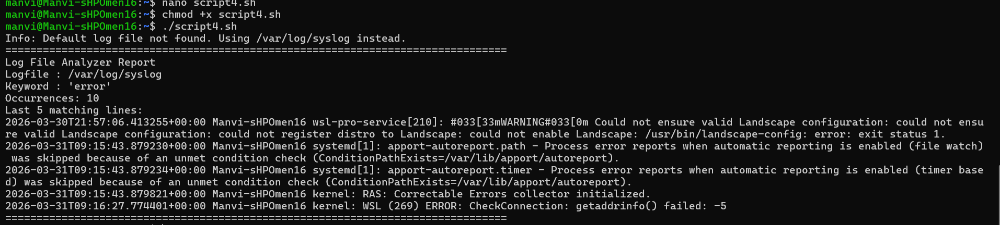 manvi@Manvi-sHPOmen16:~$ nano script4.sh
manvi@Manvi-sHPOmen16:~$ chmod +x script4.sh
manvi@Manvi-sHPOmen16:~$ ./script4.sh
Info: Default log file not found. Using /var/log/syslog instead.
================================================================================
Log File Analyzer Report
Logfile : /var/log/syslog
Keyword : 'error'
Occurrences: 10
Last 5 matching lines:
2026-03-30T21:57:06.413255+00:00 Manvi-sHPOmen16 wsl-pro-service[210]: #033[33mWARNING#033[0m Could not ensure valid Landscape configuration: could not ensu
re valid Landscape configuration: could not register distro to Landscape: could not enable Landscape: /usr/bin/landscape-config: error: exit status 1.
2026-03-31T09:15:43.879230+00:00 Manvi-sHPOmen16 systemd[1]: apport-autoreport.path - Process error reports when automatic reporting is enabled (file watch)
 was skipped because of an unmet condition check (ConditionPathExists=/var/lib/apport/autoreport).
2026-03-31T09:15:43.879234+00:00 Manvi-sHPOmen16 systemd[1]: apport-autoreport.timer - Process error reports when automatic reporting is enabled (timer base
d) was skipped because of an unmet condition check (ConditionPathExists=/var/lib/apport/autoreport).
2026-03-31T09:15:43.879821+00:00 Manvi-sHPOmen16 kernel: RAS: Correctable Errors collector initialized.
2026-03-31T09:16:27.774401+00:00 Manvi-sHPOmen16 kernel: WSL (269) ERROR: CheckConnection: getaddrinfo() failed: -5
================================================================================